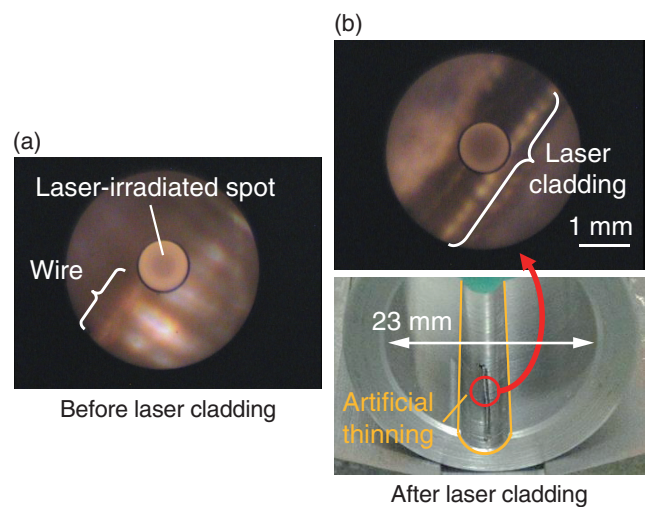 (a)
Laser-irradiated spot
Wire
Before laser cladding
(b)
Laser
cladding
1 mm
23 mm
Artificial
thinning
After laser cladding